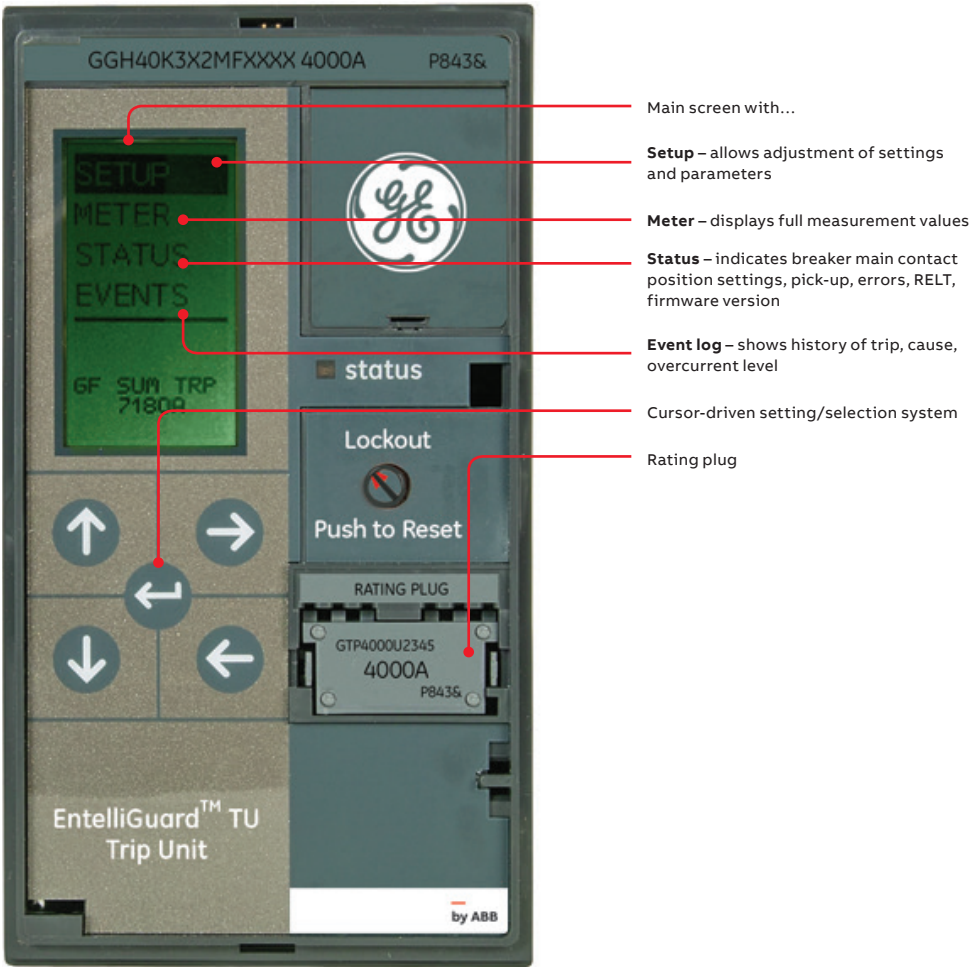 GGH40K3X2MFXXXX 4000A P843&
SETUP
METER
STATUS
EVENTS
GF SUM TRP
7180A
GE
status
Lockout
Push to Reset
RATING PLUG
GTP4000U2345
4000A
P843&
EntelliGuard™ TU
Trip Unit
by ABB
Main screen with…
Setup – allows adjustment of settings
and parameters
Meter – displays full measurement values
Status – indicates breaker main contact
position settings, pick-up, errors, RELT,
firmware version
Event log – shows history of trip, cause,
overcurrent level
Cursor-driven setting/selection system
Rating plug